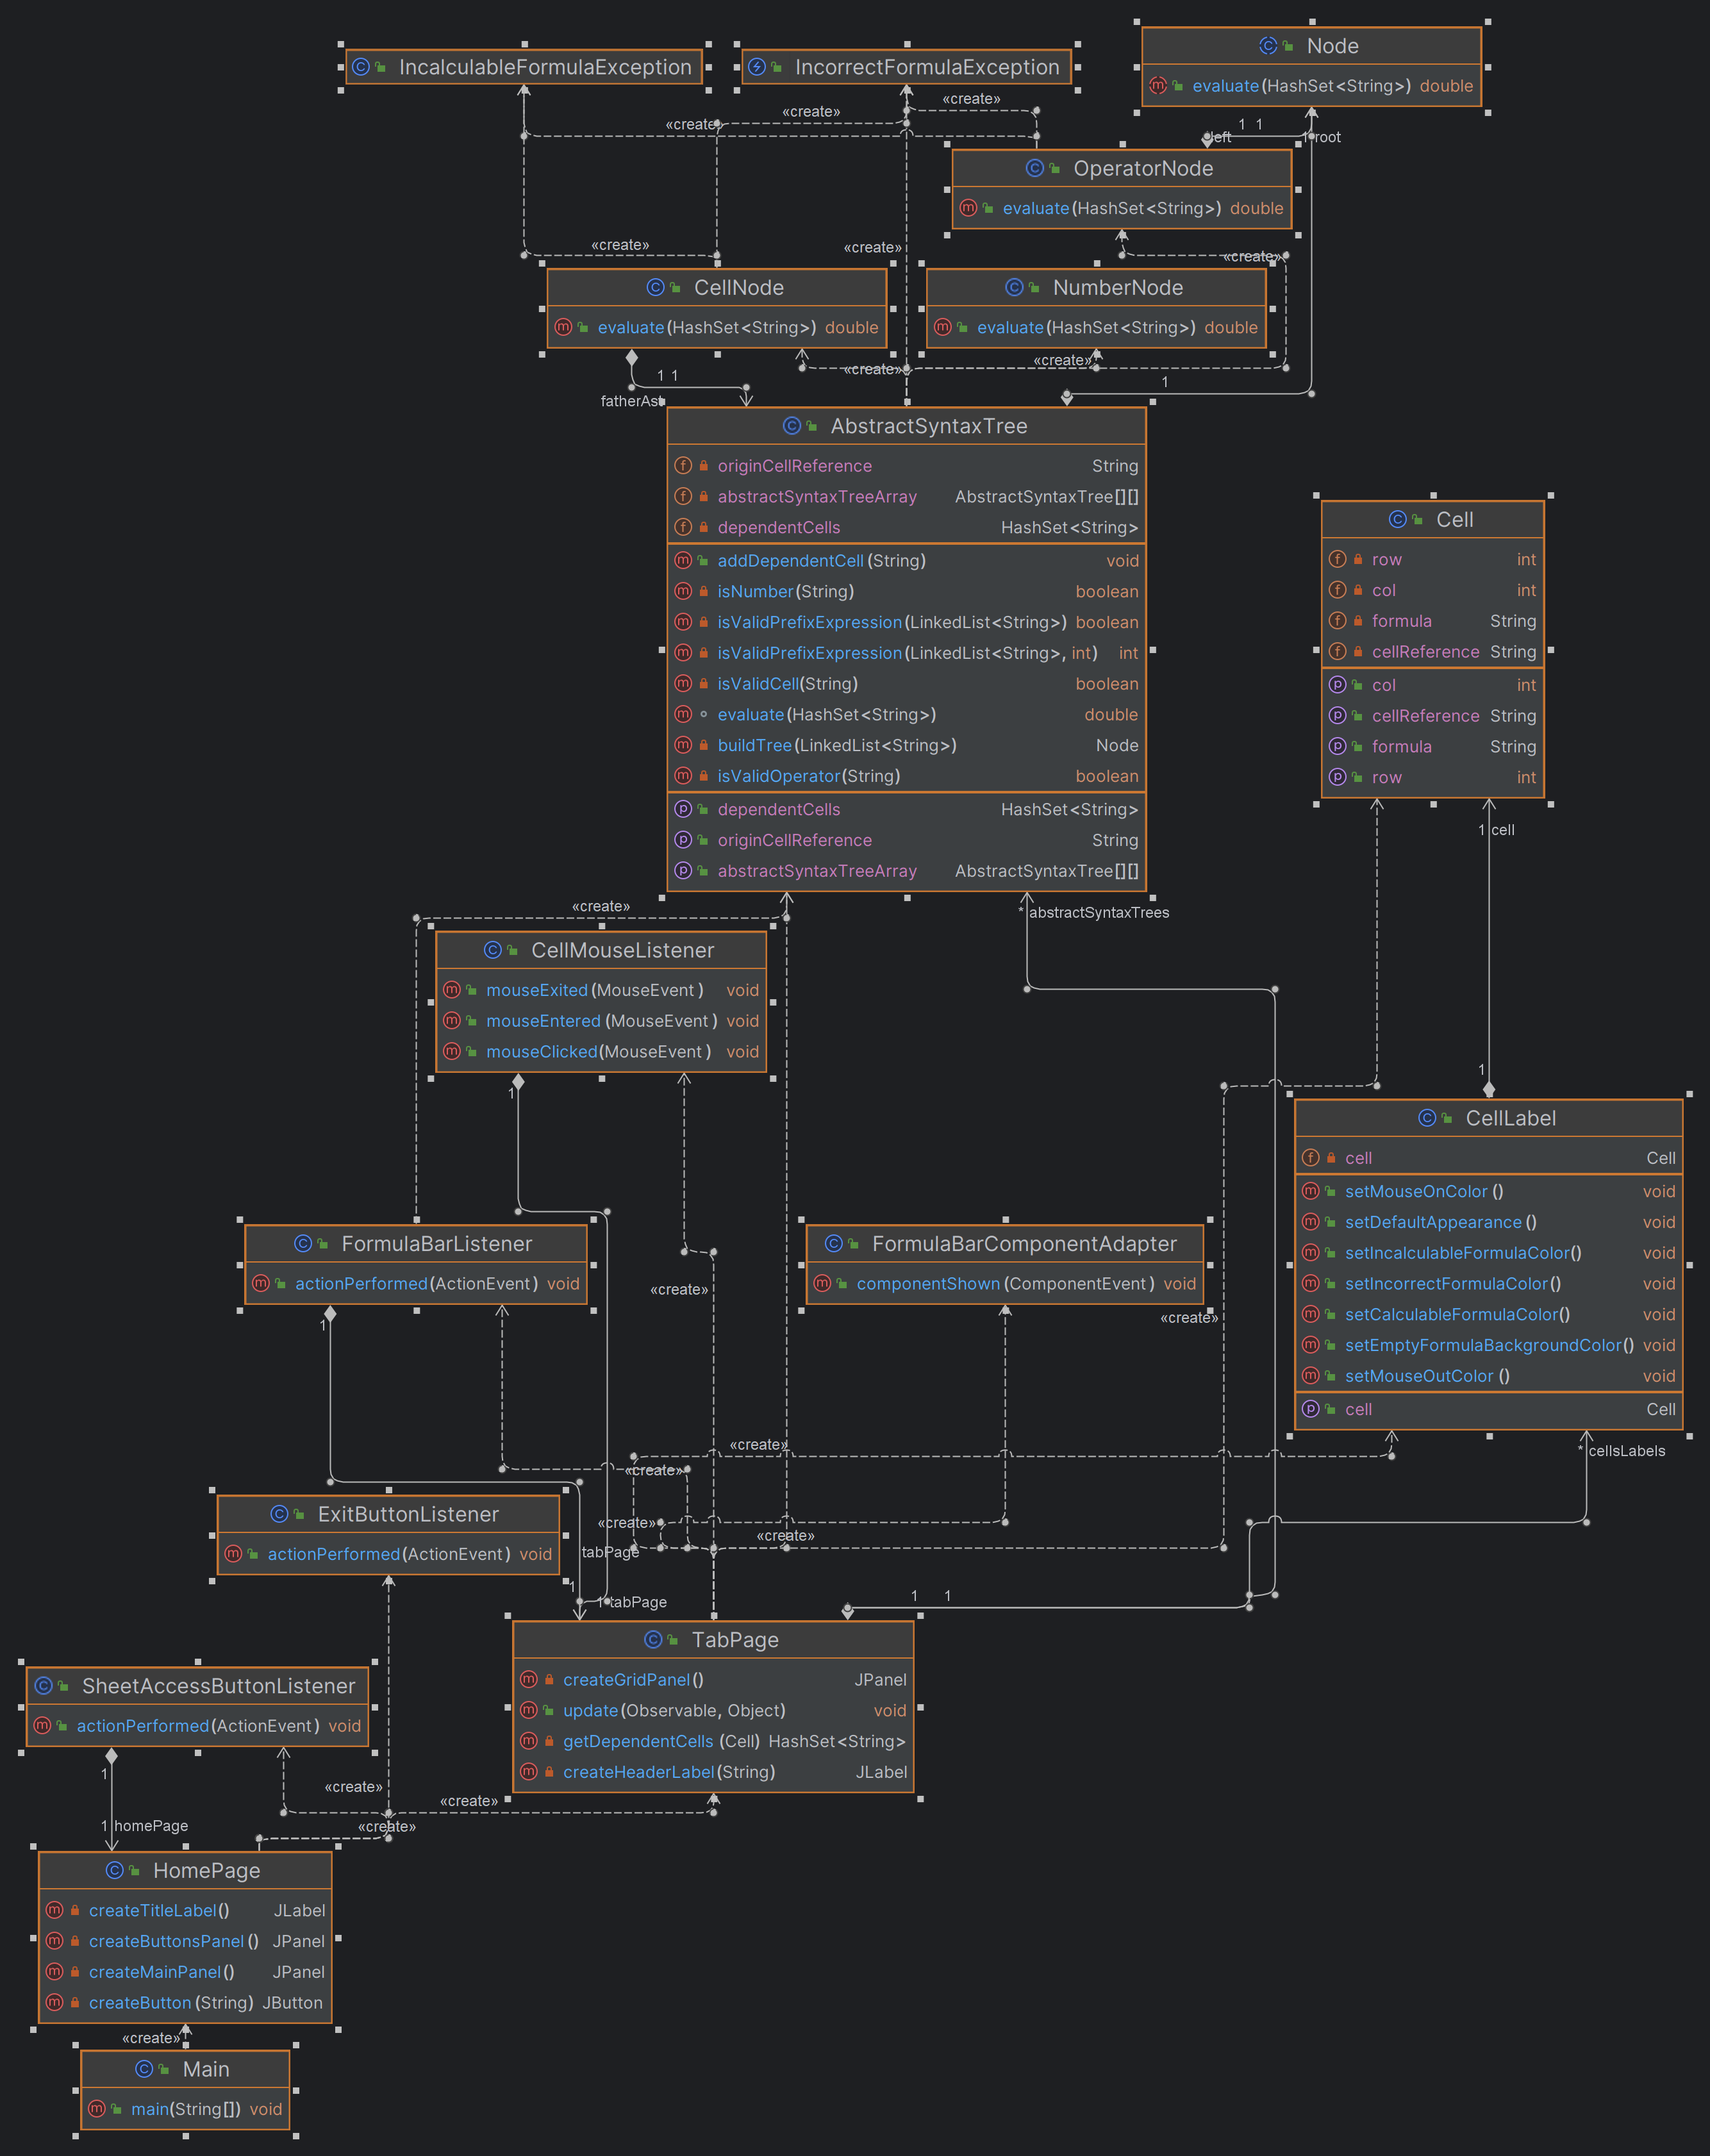 IncalculableFormulaException
IncorrectFormulaException
Node
evaluate(HashSet<String>) double
«create»
«create»
«create»
1 1
left
1 root
OperatorNode
evaluate(HashSet<String>) double
«create»
«create»
«create»
CellNode
evaluate(HashSet<String>) double
NumberNode
evaluate(HashSet<String>) double
«create»
«create»
1 1
1
fatherAst
AbstractSyntaxTree
originCellReference String
abstractSyntaxTreeArray AbstractSyntaxTree[][]
dependentCells HashSet<String>
addDependentCell(String) void
isNumber(String) boolean
isValidPrefixExpression(LinkedList<String>) boolean
isValidPrefixExpression(LinkedList<String>, int) int
isValidCell(String) boolean
evaluate(HashSet<String>) double
buildTree(LinkedList<String>) Node
isValidOperator(String) boolean
dependentCells HashSet<String>
originCellReference String
abstractSyntaxTreeArray AbstractSyntaxTree[][]
Cell
row int
col int
formula String
cellReference String
col int
cellReference String
formula String
row int
1 cell
«create»
* abstractSyntaxTrees
CellMouseListener
mouseExited(MouseEvent) void
mouseEntered(MouseEvent) void
mouseClicked(MouseEvent) void
1
1
CellLabel
cell Cell
setMouseOnColor() void
setDefaultAppearance() void
setIncalculableFormulaColor() void
setIncorrectFormulaColor() void
setCalculableFormulaColor() void
setEmptyFormulaBackgroundColor() void
setMouseOutColor() void
cell Cell
FormulaBarListener
actionPerformed(ActionEvent) void
«create»
FormulaBarComponentAdapter
componentShown(ComponentEvent) void
«create»
1
«create»
* cellsLabels
«create»
ExitButtonListener
actionPerformed(ActionEvent) void
«create»
«create»
tabPage
1
1 tabPage
1 1
TabPage
createGridPanel() JPanel
update(Observable, Object) void
getDependentCells(Cell) HashSet<String>
createHeaderLabel(String) JLabel
SheetAccessButtonListener
actionPerformed(ActionEvent) void
1
«create»
«create»
1 homePage
«create»
HomePage
createTitleLabel() JLabel
createButtonsPanel() JPanel
createMainPanel() JPanel
createButton(String) JButton
«create»
Main
main(String[]) void